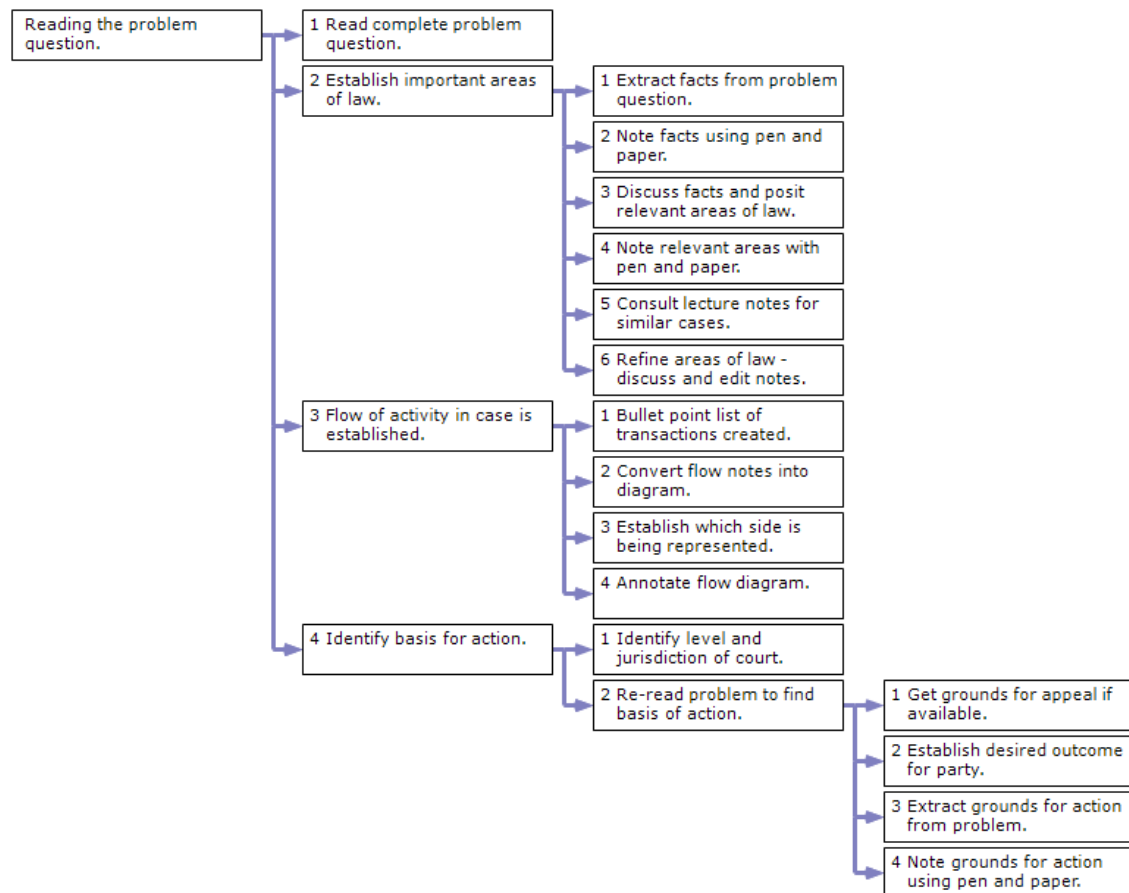 Reading the problem
question.
1 Read complete problem
question.
2 Establish important areas
of law.
1 Extract facts from problem
question.
2 Note facts using pen and
paper.
3 Discuss facts and posit
relevant areas of law.
4 Note relevant areas with
pen and paper.
5 Consult lecture notes for
similar cases.
6 Refine areas of law -
discuss and edit notes.
3 Flow of activity in case is
established.
1 Bullet point list of
transactions created.
2 Convert flow notes into
diagram.
3 Establish which side is
being represented.
4 Annotate flow diagram.
4 Identify basis for action.
1 Identify level and
jurisdiction of court.
2 Re-read problem to find
basis of action.
1 Get grounds for appeal if
available.
2 Establish desired outcome
for party.
3 Extract grounds for action
from problem.
4 Note grounds for action
using pen and paper.